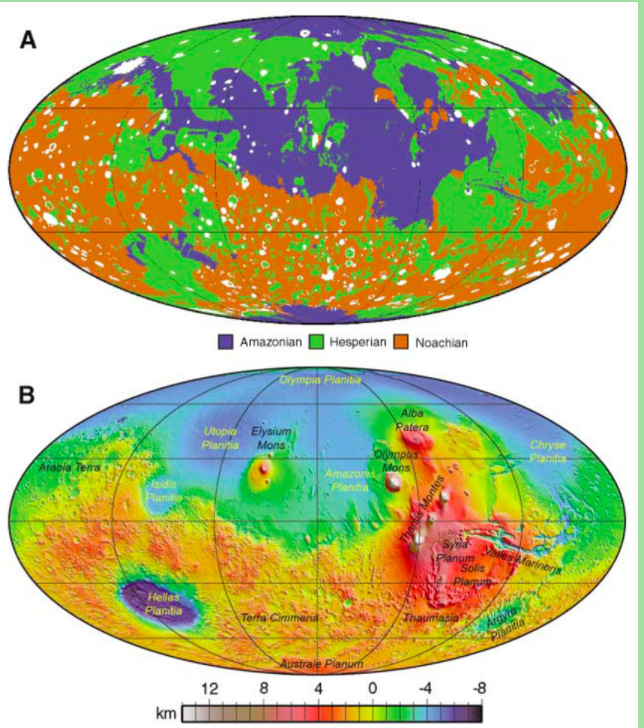 A
Amazonian Hesperian Noachian
B
Olympia Planitia
Alba
Patera
Utopia
Planitia
Elysium
Mons
Chryse
Planitia
Arabia Terra
Olympus
Mons
Isidis
Planitia
Amazonis
Planitia
Tharsis Montes
Syria
Planum
Valles Marineris
Solis
Planum
Hellas
Planitia
Terra Cimmeria
Thaumasia
Argyre
Planitia
Australe Planum
km 12 8 4 0 -4 -8